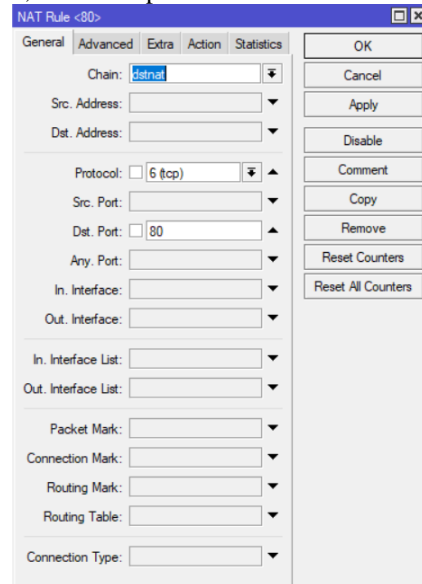 NAT Rule <80>
General Advanced Extra Action Statistics
OK
Chain: dstnat
Cancel
Src. Address:
Apply
Dst. Address:
Disable
Protocol: 6 (tcp)
Comment
Src. Port:
Copy
Dst. Port: 80
Remove
Any. Port:
Reset Counters
In. Interface:
Reset All Counters
Out. Interface:
In. Interface List:
Out. Interface List:
Packet Mark:
Connection Mark:
Routing Mark:
Routing Table:
Connection Type: